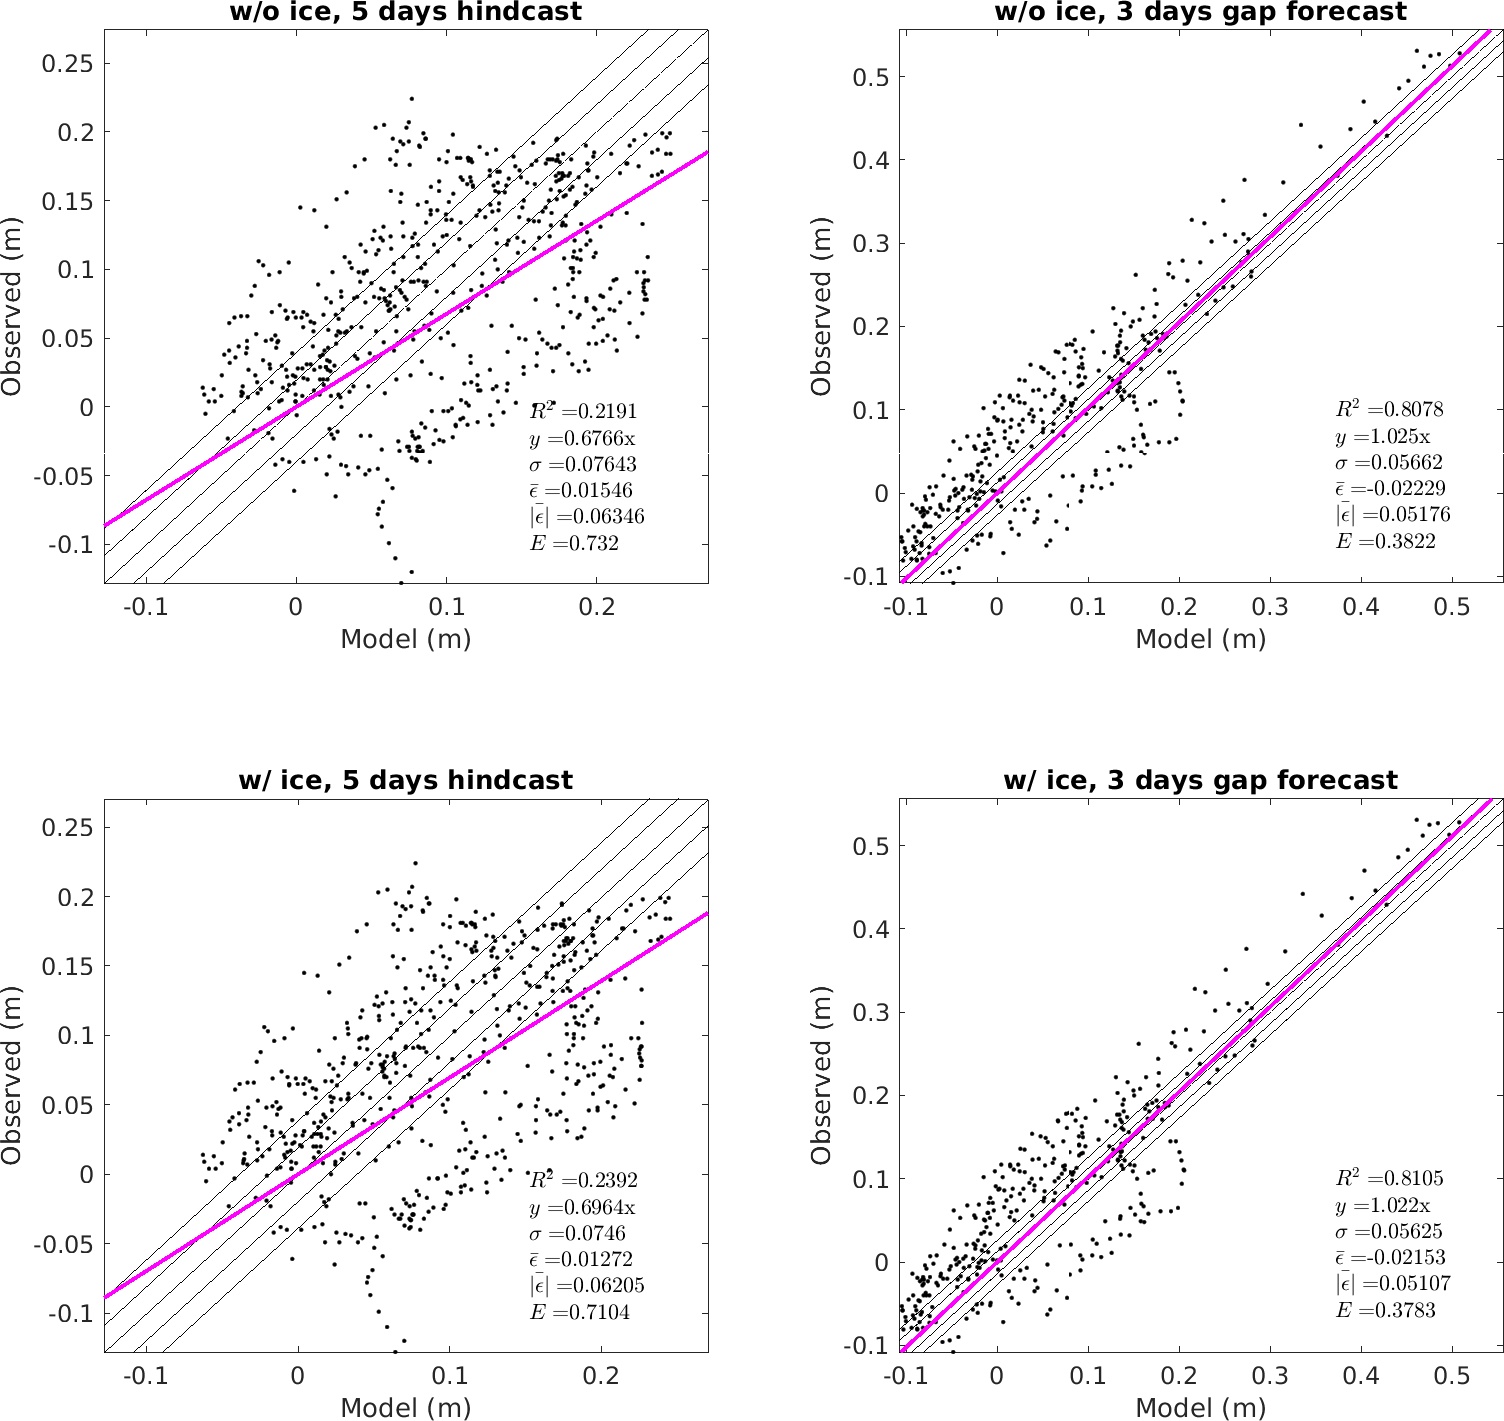 w/o ice, 5 days hindcast
0.25
0.2
0.15
0.1
0.05
0
-0.05
-0.1
Observed (m)
R² =0.2191
y =0.6766x
σ =0.07643
ε̄ =0.01546
|ε̄| =0.06346
E =0.732
-0.1 0 0.1 0.2
Model (m)
w/o ice, 3 days gap forecast
0.5
0.4
0.3
0.2
0.1
0
-0.1
Observed (m)
R² =0.8078
y =1.025x
σ =0.05662
ε̄ =-0.02229
|ε̄| =0.05176
E =0.3822
-0.1 0 0.1 0.2 0.3 0.4 0.5
Model (m)
w/ ice, 5 days hindcast
0.25
0.2
0.15
0.1
0.05
0
-0.05
-0.1
Observed (m)
R² =0.2392
y =0.6964x
σ =0.0746
ε̄ =0.01272
|ε̄| =0.06205
E =0.7104
-0.1 0 0.1 0.2
Model (m)
w/ ice, 3 days gap forecast
0.5
0.4
0.3
0.2
0.1
0
-0.1
Observed (m)
R² =0.8105
y =1.022x
σ =0.05625
ε̄ =-0.02153
|ε̄| =0.05107
E =0.3783
-0.1 0 0.1 0.2 0.3 0.4 0.5
Model (m)